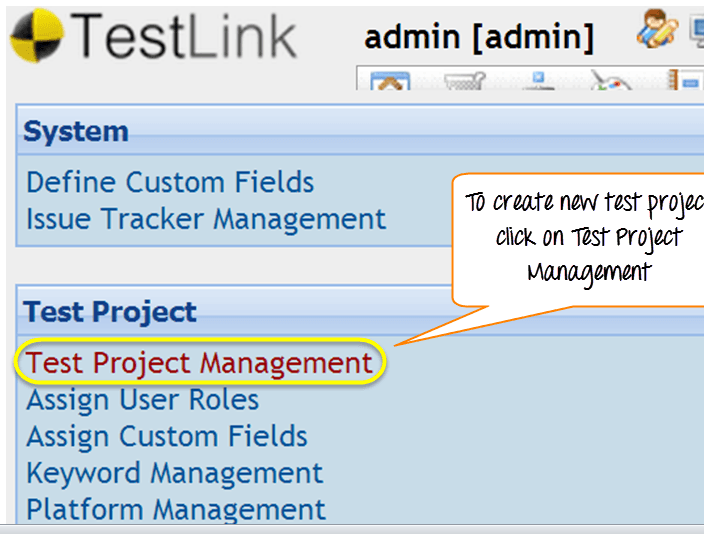 TestLink
admin [admin]
System
Define Custom Fields
Issue Tracker Management
To create new test projec
click on Test Project
Management
Test Project
Test Project Management
Assign User Roles
Assign Custom Fields
Keyword Management
Platform Management